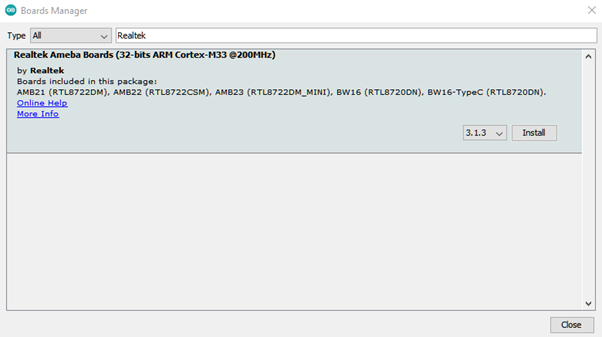 Boards Manager
Type All Realtek
Realtek Ameba Boards (32-bits ARM Cortex-M33 @200MHz)
by Realtek
Boards included in this package:
AMB21 (RTL8722DM), AMB22 (RTL8722CSM), AMB23 (RTL8722DM_MINI), BW16 (RTL8720DN), BW16-TypeC (RTL8720DN).
Online Help
More Info
3.1.3 Install
Close